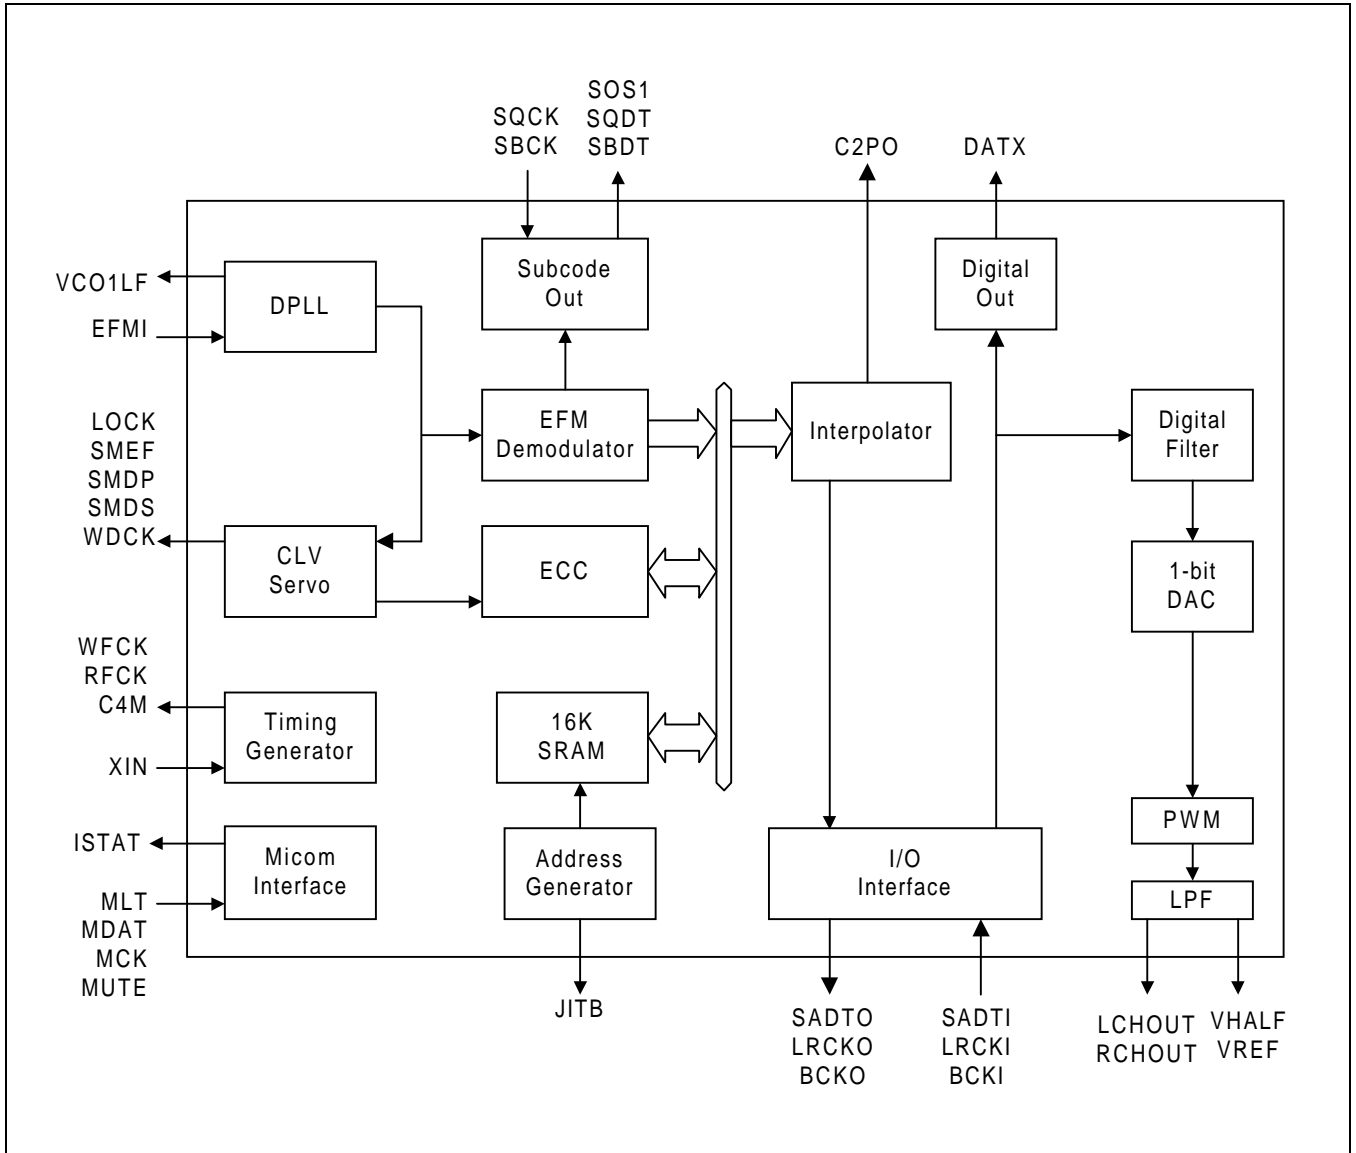 SOS1
SQCK
SQDT
SBCK
SBDT
C2PO
DATX
VCO1LF
EFMI
DPLL
Subcode
Out
Digital
Out
LOCK
SMEF
SMDP
SMDS
WDCK
EFM
Demodulator
Interpolator
Digital
Filter
CLV
Servo
ECC
1-bit
DAC
WFCK
RFCK
C4M
XIN
Timing
Generator
16K
SRAM
PWM
ISTAT
MLT
MDAT
MCK
MUTE
Micom
Interface
Address
Generator
I/O
Interface
LPF
JITB
SADTO
LRCKO
BCKO
SADTI
LRCKI
BCKI
LCHOUT
RCHOUT
VHALF
VREF